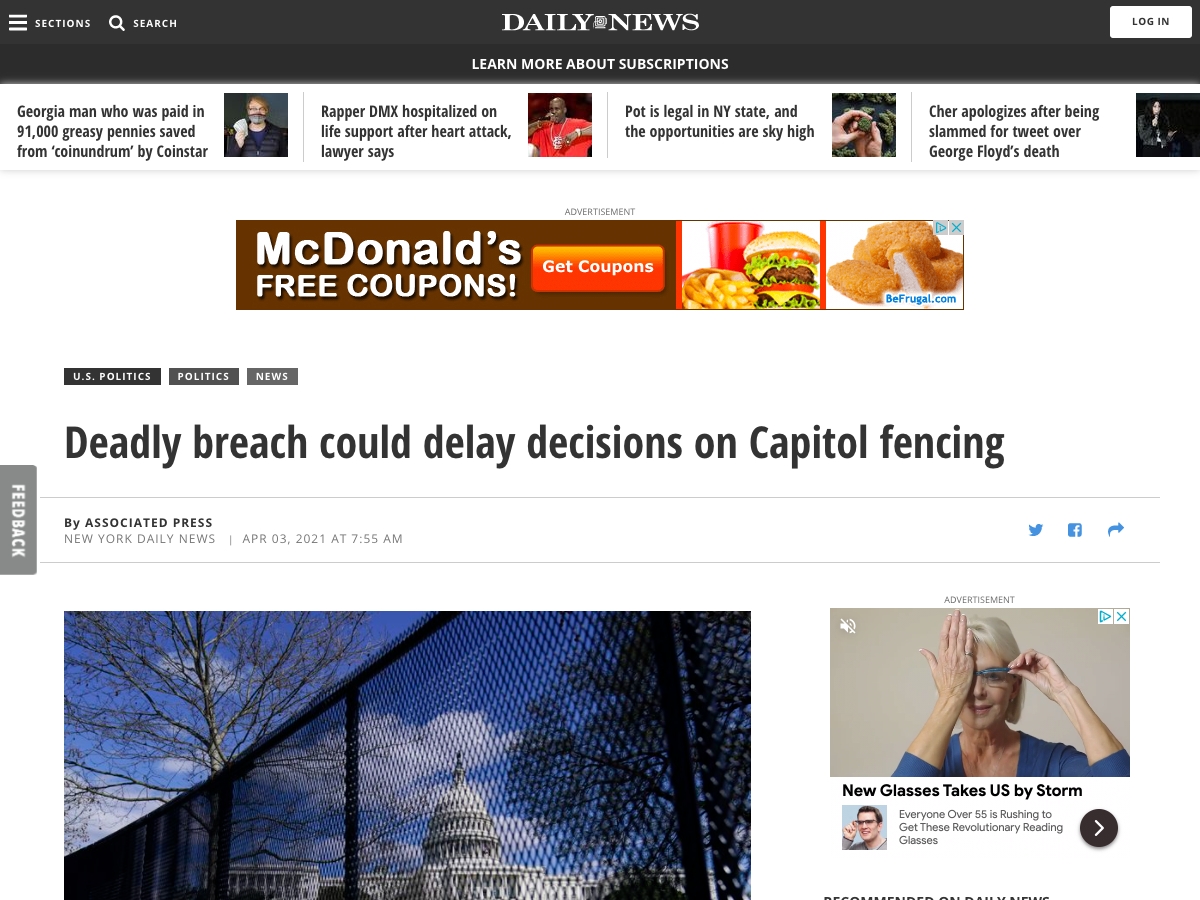 SECTIONS
SEARCH
DAILY NEWS
LOG IN
LEARN MORE ABOUT SUBSCRIPTIONS
Georgia man who was paid in
91,000 greasy pennies saved
from ‘coinundrum’ by Coinstar
Rapper DMX hospitalized on
life support after heart attack,
lawyer says
Pot is legal in NY state, and
the opportunities are sky high
Cher apologizes after being
slammed for tweet over
George Floyd’s death
ADVERTISEMENT
McDonald’s
FREE COUPONS!
Get Coupons
BeFrugal.com
U.S. POLITICS
POLITICS
NEWS
Deadly breach could delay decisions on Capitol fencing
FEEDBACK
By ASSOCIATED PRESS
NEW YORK DAILY NEWS | APR 03, 2021 AT 7:55 AM
ADVERTISEMENT
New Glasses Takes US by Storm
Everyone Over 55 is Rushing to
Get These Revolutionary Reading
Glasses
RECOMMENDED ON DAILY NEWS